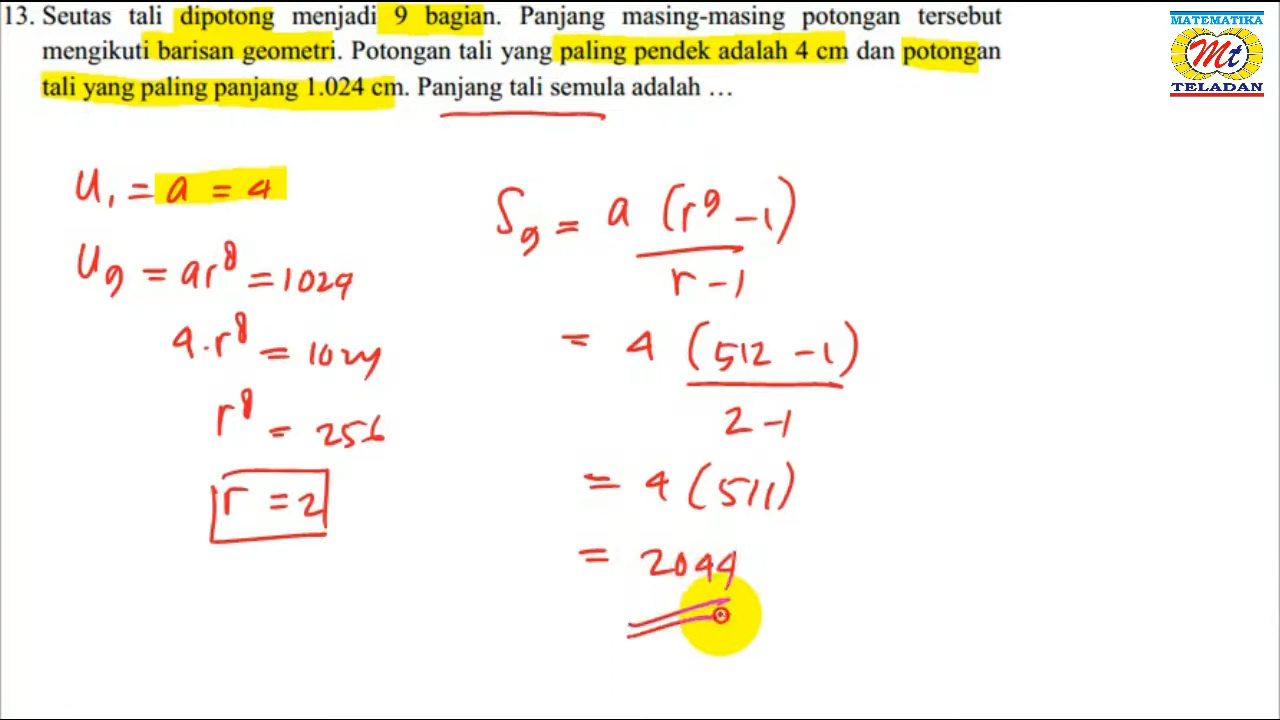 13. Seutas tali dipotong menjadi 9 bagian. Panjang masing-masing potongan tersebut
mengikuti barisan geometri. Potongan tali yang paling pendek adalah 4 cm dan potongan
tali yang paling panjang 1.024 cm. Panjang tali semula adalah ...
MATEMATIKA
Mt
TELADAN
U₁ = a = 4
U₉ = ar⁸ = 1024
4 . r⁸ = 1024
r⁸ = 256
r = 2
S₉ = a (r⁹ - 1)
r - 1
= 4 (512 - 1)
2 - 1
= 4 (511)
= 2044